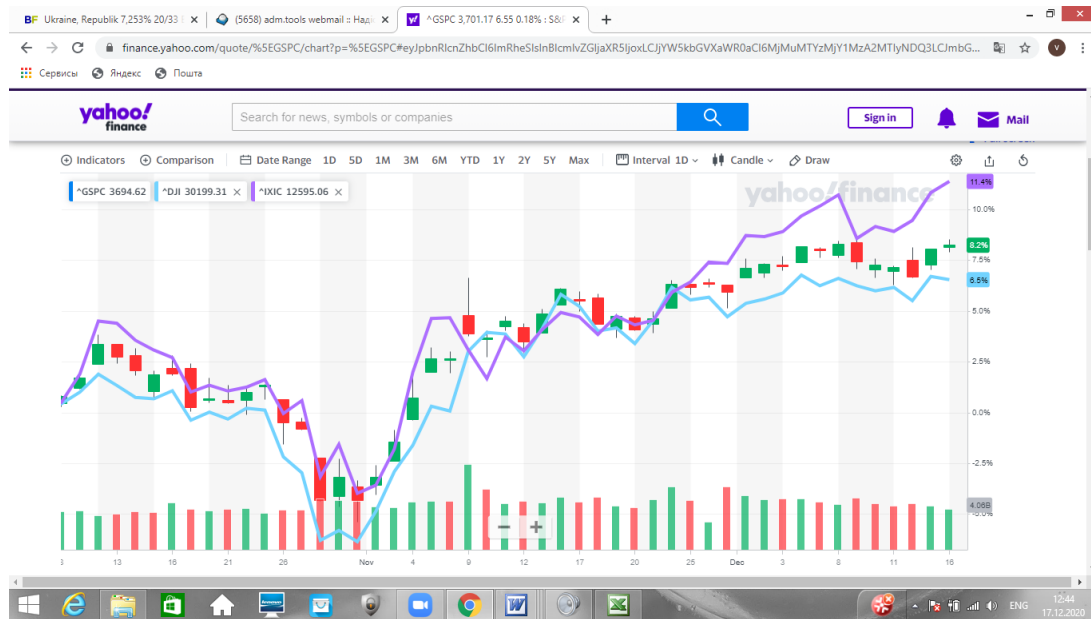 BF Ukraine, Republik 7,253% 20/33
(5658) adm.tools webmail :: Наді
^GSPC 3,701.17 6.55 0.18% : S&P
finance.yahoo.com/quote/%5EGSPC/chart?p=%5EGSPC#eyJpbnRlcnZhbCI6ImRheSIsInBlcmlvZGljaXR5IjoxLCJjYW5kbGVXaWR0aCI6MjMuMTYzMjY1MzA2MTIyNDQ3LCJmbG...
V
Сервисы Яндекс Пошта
yahoo!
finance
Search for news, symbols or companies
Sign in
Mail
Indicators Comparison Date Range 1D 5D 1M 3M 6M YTD 1Y 2Y 5Y Max Interval 1D Candle Draw
^GSPC 3694.62 ^DJI 30199.31 ^IXIC 12595.06
yahoo!finance
11.4%
10.0%
8.2%
7.5%
6.5%
5.0%
2.5%
0.0%
-2.5%
4.06B
-5.0%
13 16 21 26 Nov 4 9 12 17 20 25 Dec 3 8 11 16
ENG
12:44
17.12.2020